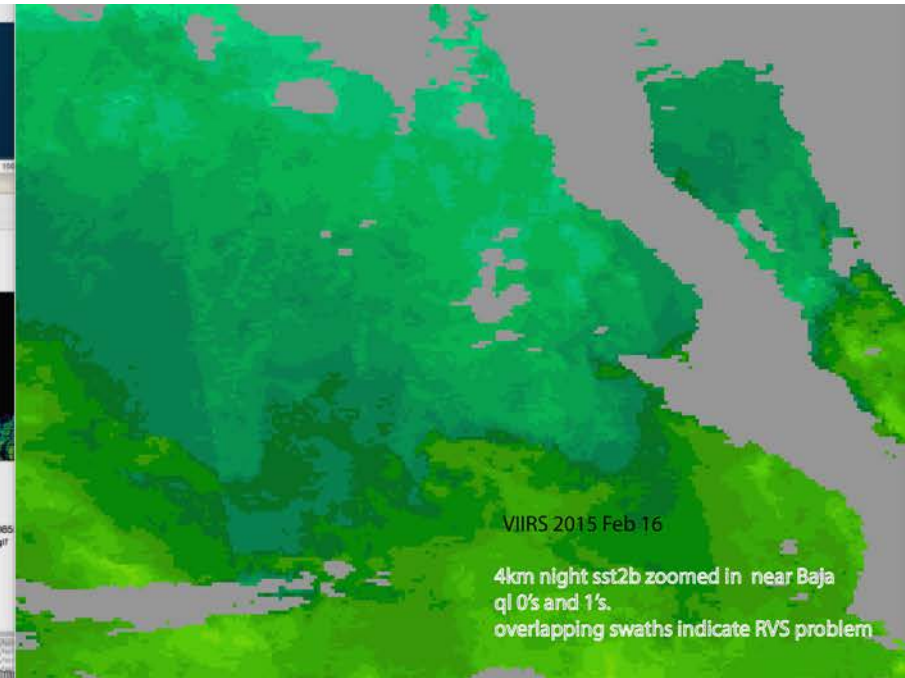 VIIRS 2015 Feb 16
4km night sst2b zoomed in near Baja
ql 0's and 1's.
overlapping swaths indicate RVS problem